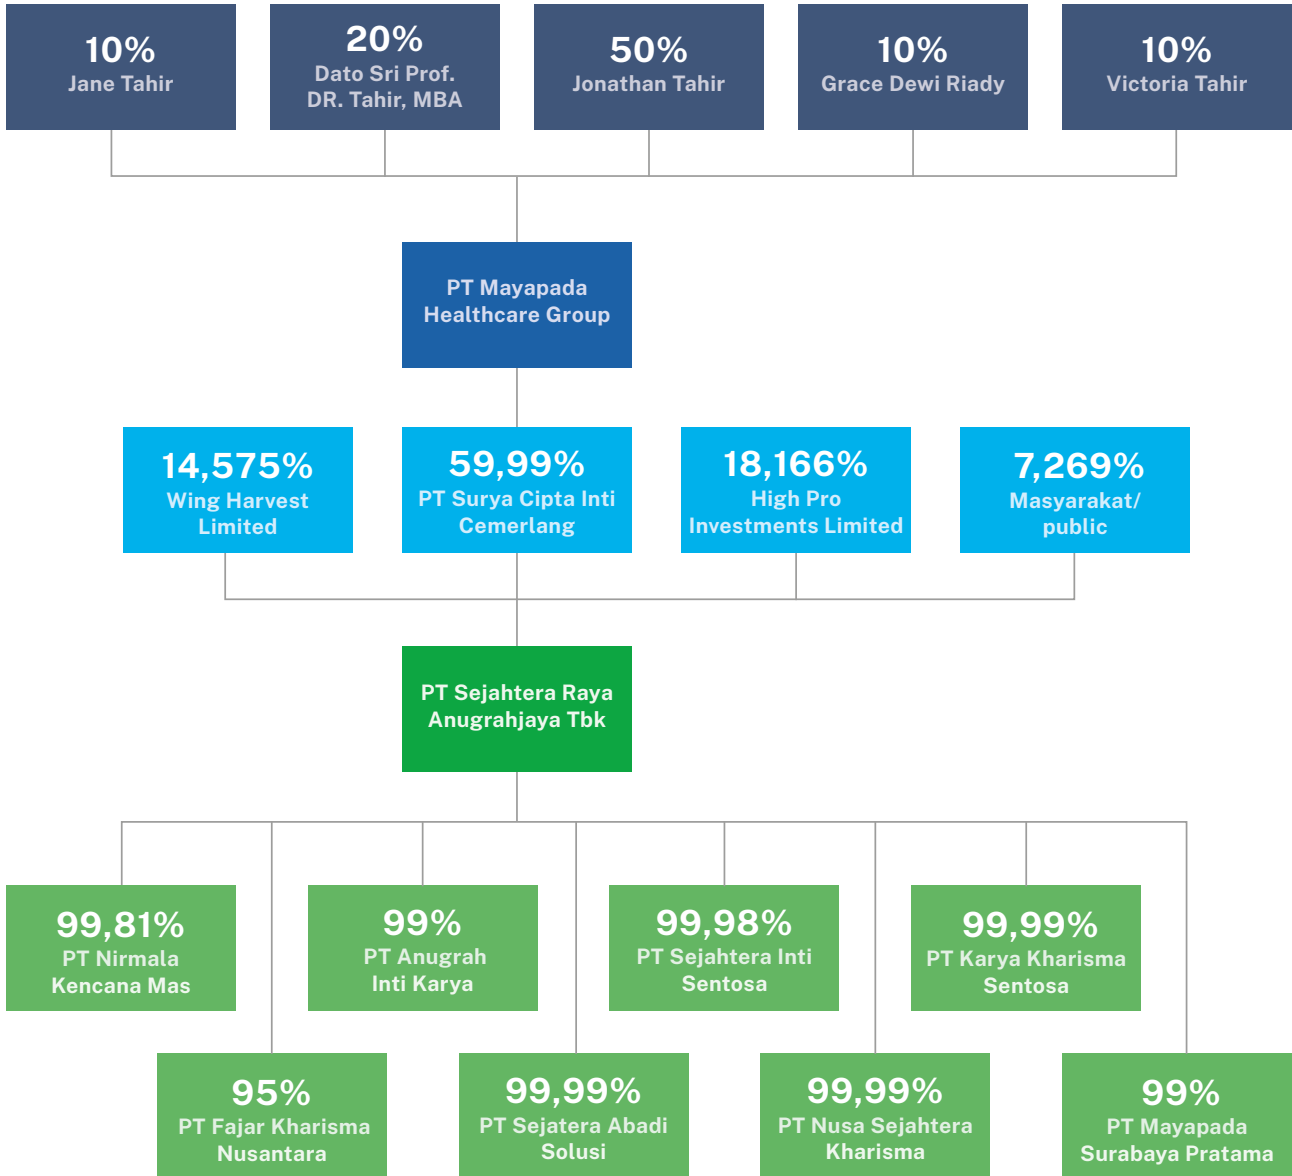 10%
Jane Tahir
20%
Dato Sri Prof.
DR. Tahir, MBA
50%
Jonathan Tahir
10%
Grace Dewi Riady
10%
Victoria Tahir
PT Mayapada
Healthcare Group
14,575%
Wing Harvest
Limited
59,99%
PT Surya Cipta Inti
Cemerlang
18,166%
High Pro
Investments Limited
7,269%
Masyarakat/
public
PT Sejahtera Raya
Anugrahjaya Tbk
99,81%
PT Nirmala
Kencana Mas
99%
PT Anugrah
Inti Karya
99,98%
PT Sejahtera Inti
Sentosa
99,99%
PT Karya Kharisma
Sentosa
95%
PT Fajar Kharisma
Nusantara
99,99%
PT Sejatera Abadi
Solusi
99,99%
PT Nusa Sejahtera
Kharisma
99%
PT Mayapada
Surabaya Pratama